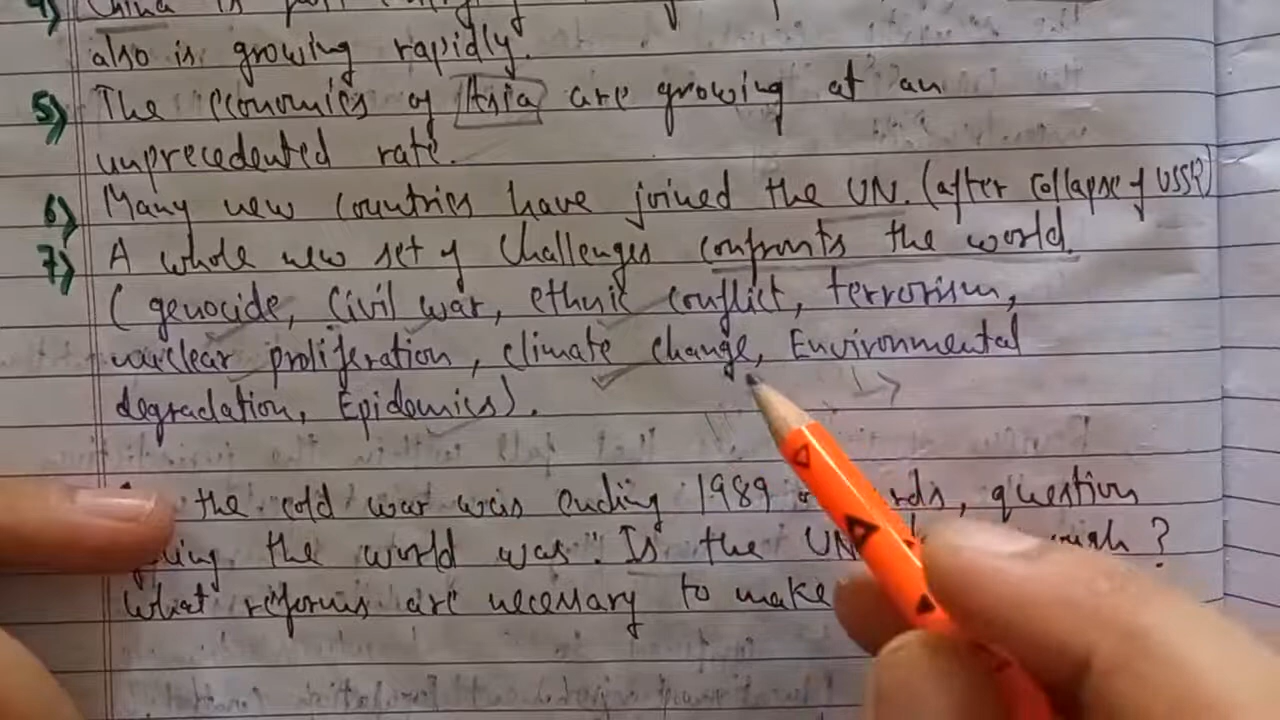 4) China is
also is growing rapidly.
5) The economies of Asia are growing at an
unprecedented rate.
6) Many new countries have joined the UN. (after collapse of USSR)
7) A whole new set of challenges confronts the world.
(genocide, Civil war, ethnic conflict, terrorism,
nuclear proliferation, climate change, Environmental
degradation, Epidemics).
the cold war was ending 1989 question
the world was. Is the UN ?
What reforms are necessary to make